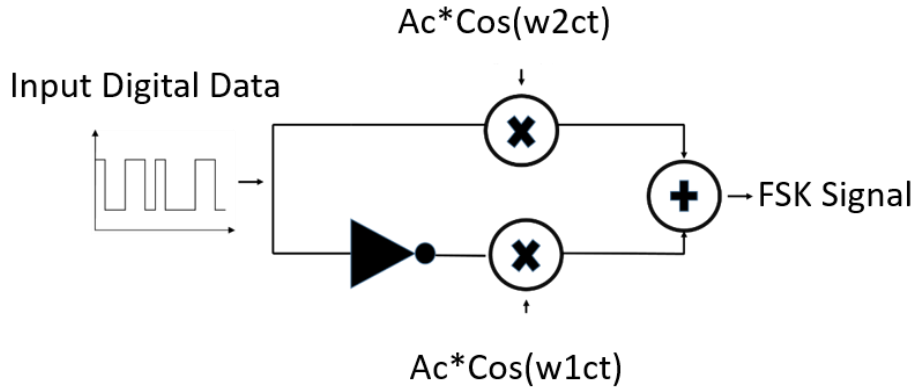 Ac*Cos(w2ct)
Input Digital Data
FSK Signal
Ac*Cos(w1ct)